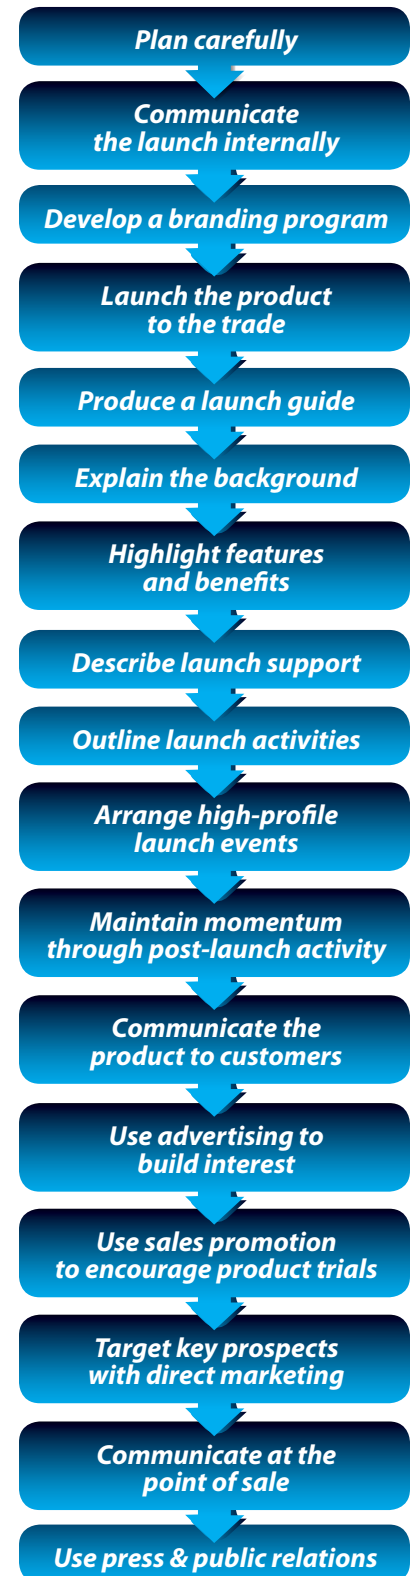 Plan carefully
Communicate
the launch internally
Develop a branding program
Launch the product
to the trade
Produce a launch guide
Explain the background
Highlight features
and benefits
Describe launch support
Outline launch activities
Arrange high-profile
launch events
Maintain momentum
through post-launch activity
Communicate the
product to customers
Use advertising to
build interest
Use sales promotion
to encourage product trials
Target key prospects
with direct marketing
Communicate at the
point of sale
Use press & public relations